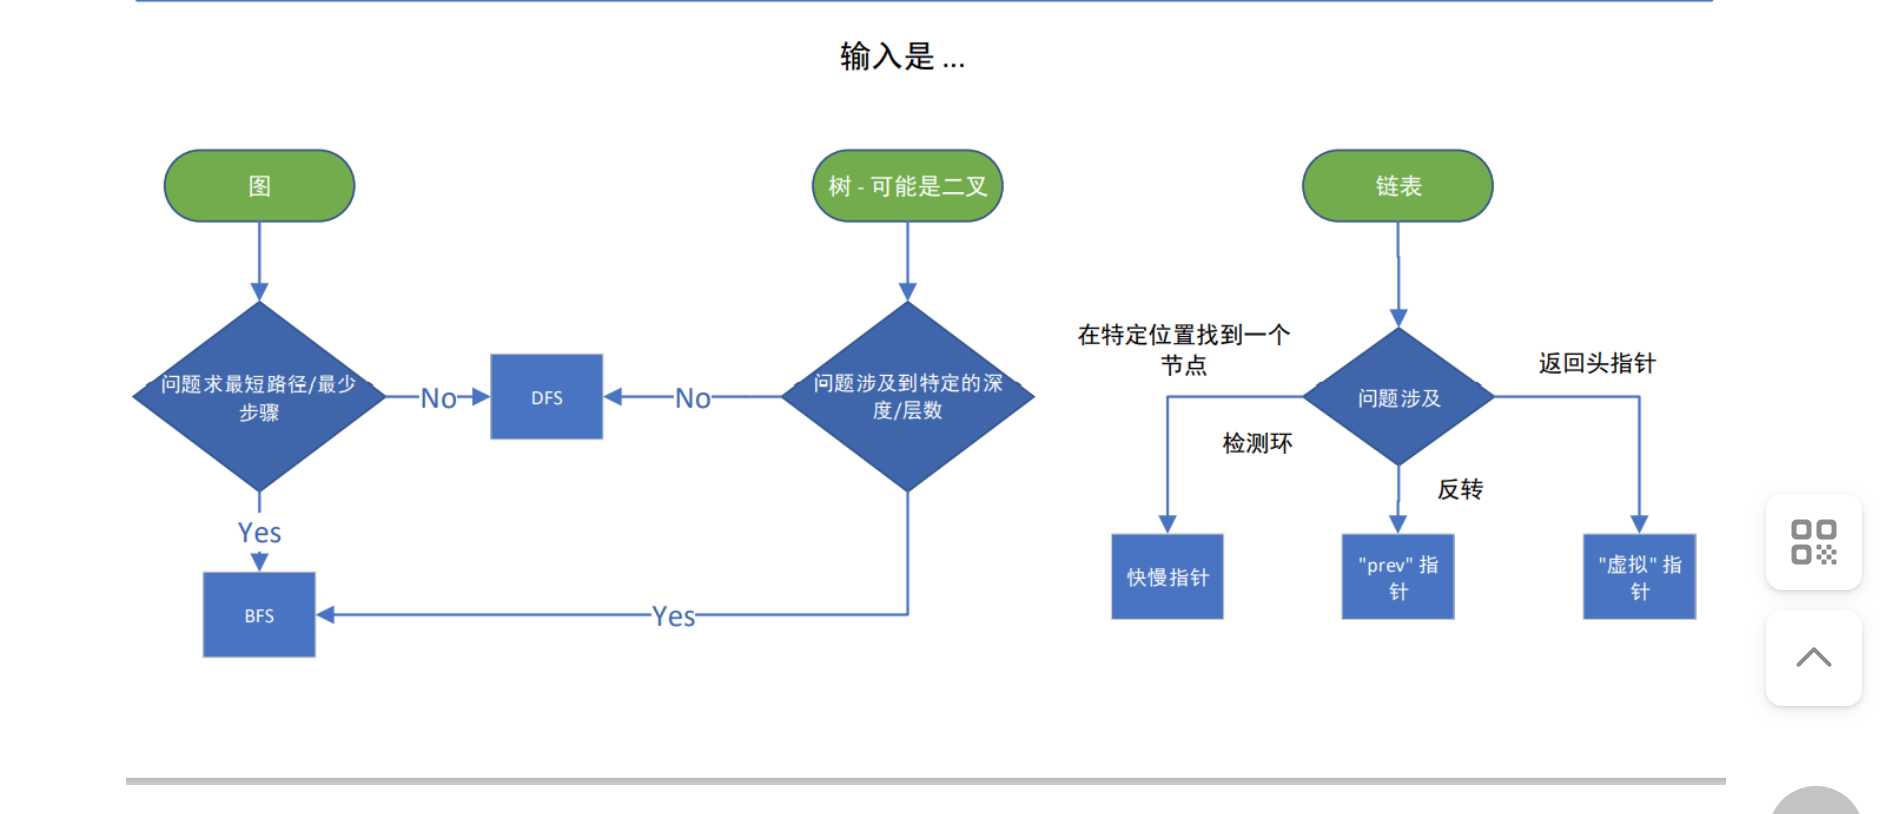 输入是 ...
图
树 - 可能是二叉
链表
问题求最短路径/最少
步骤
No
DFS
No
问题涉及到特定的深
度/层数
在特定位置找到一个
节点
检测环
问题涉及
返回头指针
反转
Yes
BFS
Yes
快慢指针
"prev" 指
针
"虚拟" 指
针